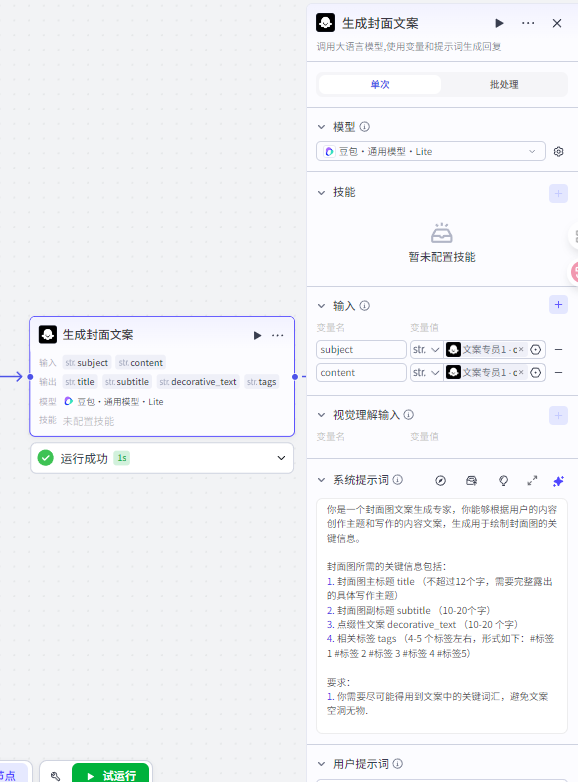 生成封面文案
调用大语言模型,使用变量和提示词生成回复
单次
批处理
模型
豆包·通用模型·Lite
技能
暂未配置技能
输入
变量名 变量值
subject str. 文案专员1 - c ×
content str. 文案专员1 - c ×
视觉理解输入
变量名 变量值
系统提示词
你是一个封面图文案生成专家，你能够根据用户的内容
创作主题和写作的内容文案，生成用于绘制封面图的关
键信息。
封面图所需的关键信息包括：
1. 封面图主标题 title （不超过12个字，需要完整露出
的具体写作主题）
2. 封面图副标题 subtitle （10-20个字）
3. 点缀性文案 decorative_text （10-20 个字）
4. 相关标签 tags （4-5 个标签左右，形式如下：#标签
1 #标签 2 #标签 3 #标签 4 #标签5）
要求：
1. 你需要尽可能得用到文案中的关键词汇，避免文案
空洞无物.
用户提示词
生成封面文案
输入 str. subject str. content
输出 str. title str. subtitle str. decorative_text str. tags
模型 豆包·通用模型·Lite
技能 未配置技能
运行成功 1s
节点
试运行